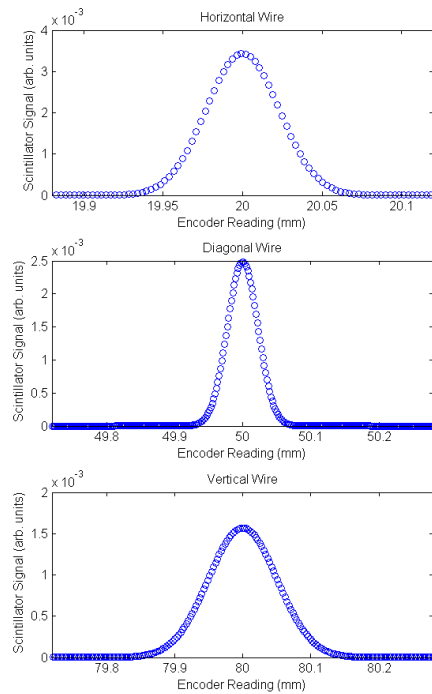 Horizontal Wire
x 10⁻³
4
3
2
1
0
Scintillator Signal (arb. units)
19.9 19.95 20 20.05 20.1
Encoder Reading (mm)
Diagonal Wire
x 10⁻³
2.5
2
1.5
1
0.5
0
Scintillator Signal (arb. units)
49.8 49.9 50 50.1 50.2
Encoder Reading (mm)
Vertical Wire
x 10⁻³
2
1.5
1
0.5
0
Scintillator Signal (arb. units)
79.8 79.9 80 80.1 80.2
Encoder Reading (mm)